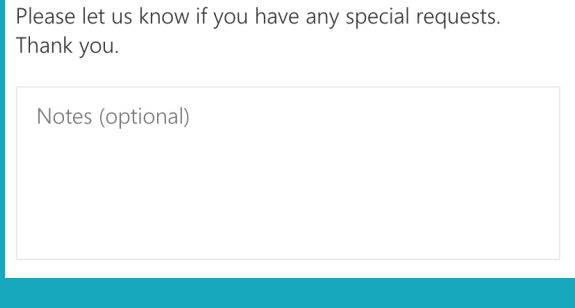 Please let us know if you have any special requests.
Thank you.
Notes (optional)